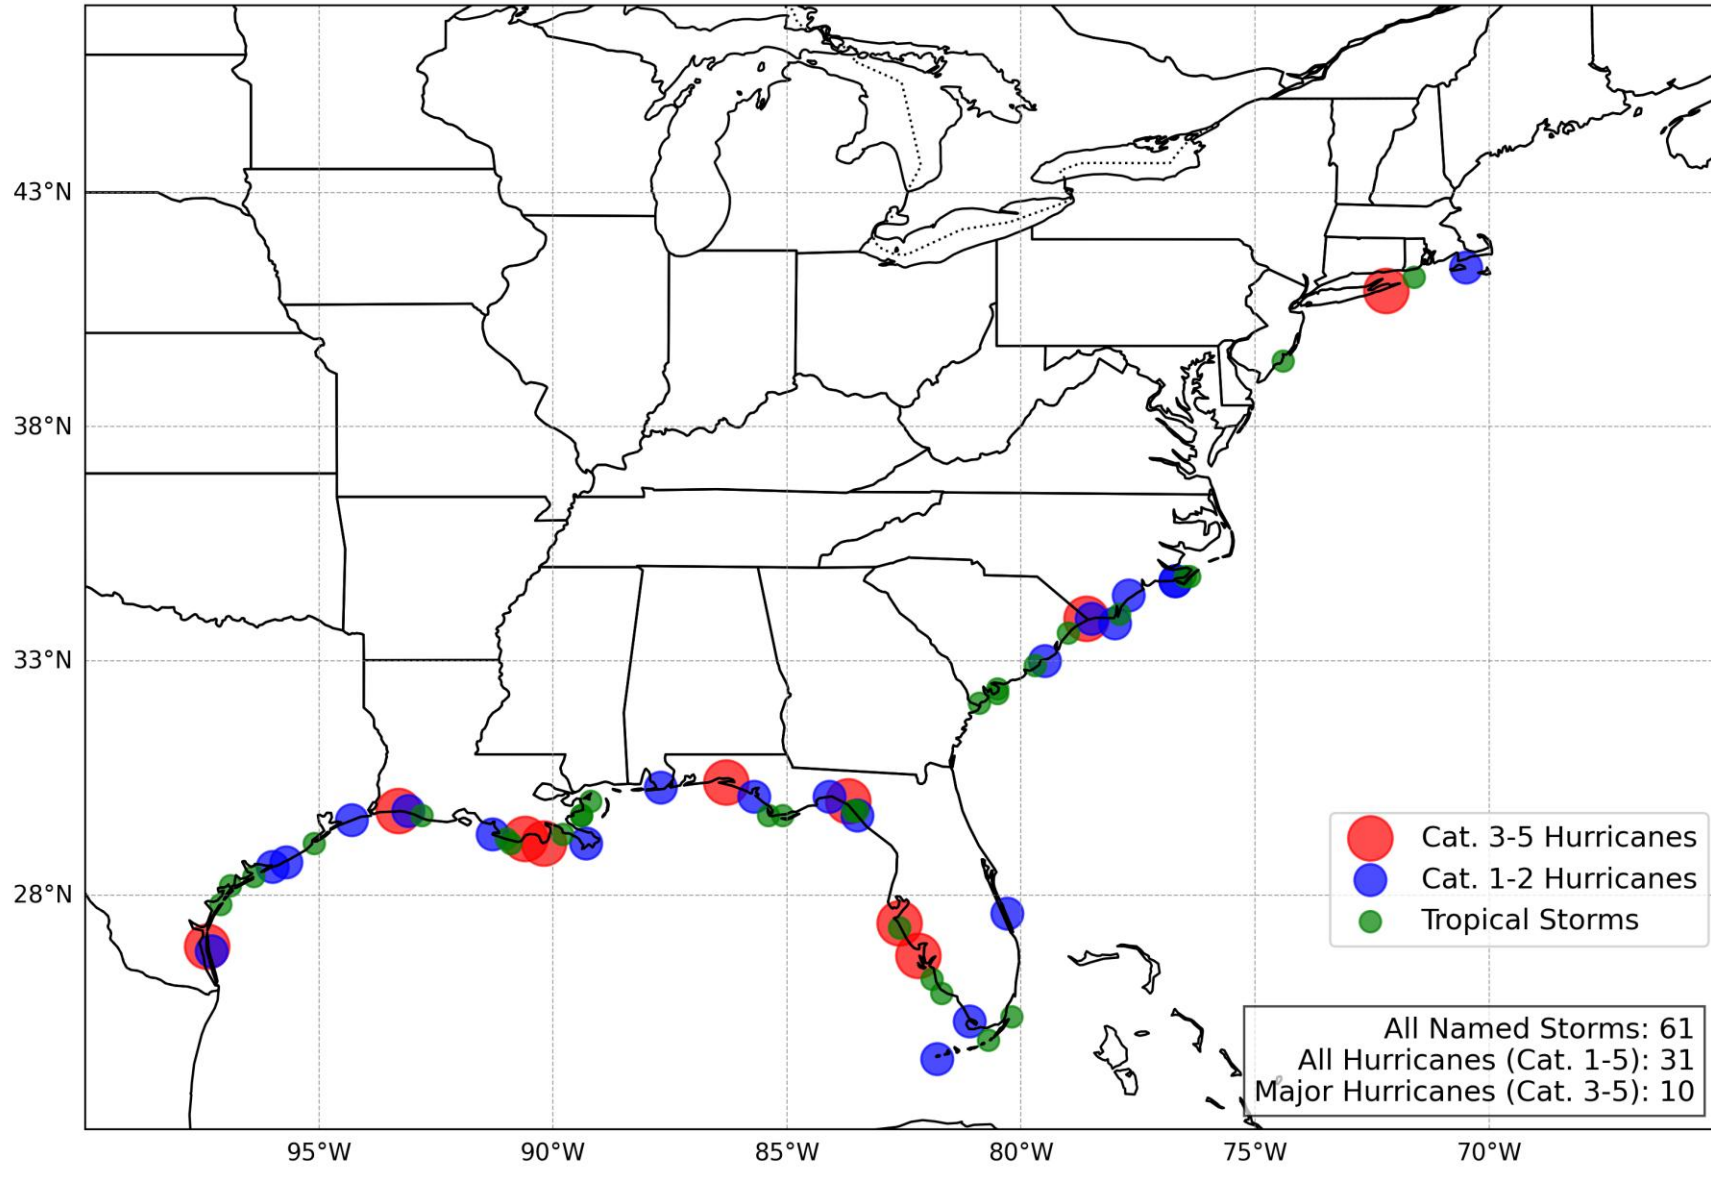 43°N
38°N
33°N
28°N
Cat. 3-5 Hurricanes
Cat. 1-2 Hurricanes
Tropical Storms
All Named Storms: 61
All Hurricanes (Cat. 1-5): 31
Major Hurricanes (Cat. 3-5): 10
95°W 90°W 85°W 80°W 75°W 70°W